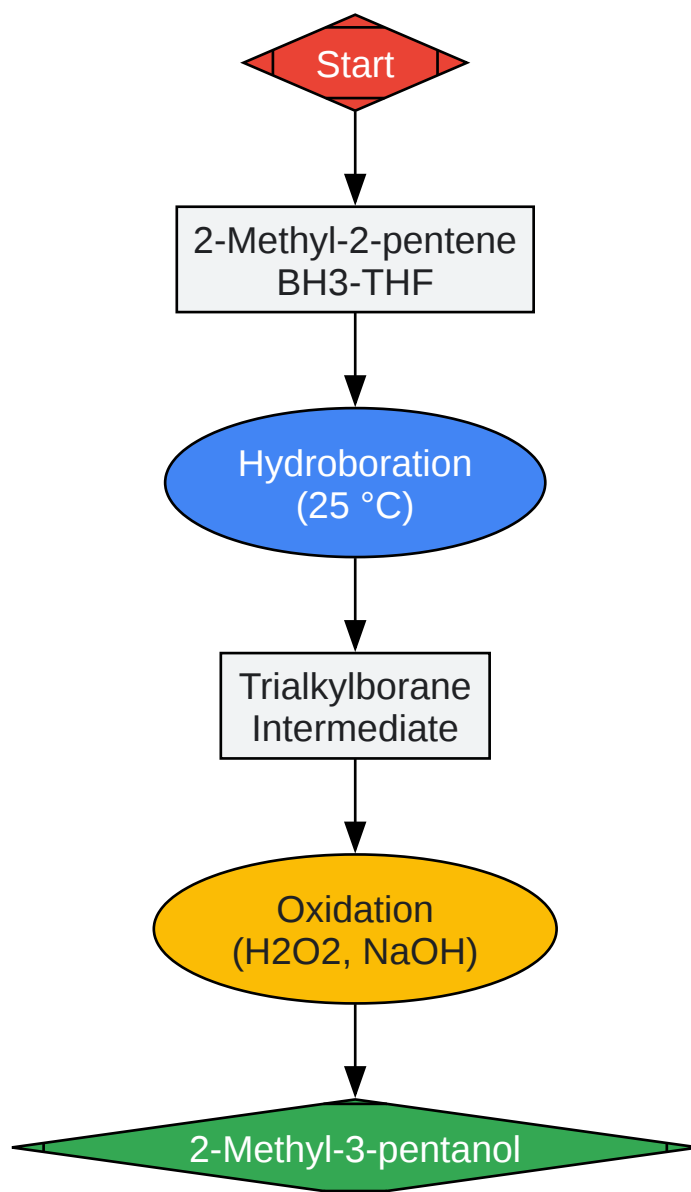 Start
2-Methyl-2-pentene
BH3-THF
Hydroboration
(25 °C)
Trialkylborane
Intermediate
Oxidation
(H2O2, NaOH)
2-Methyl-3-pentanol